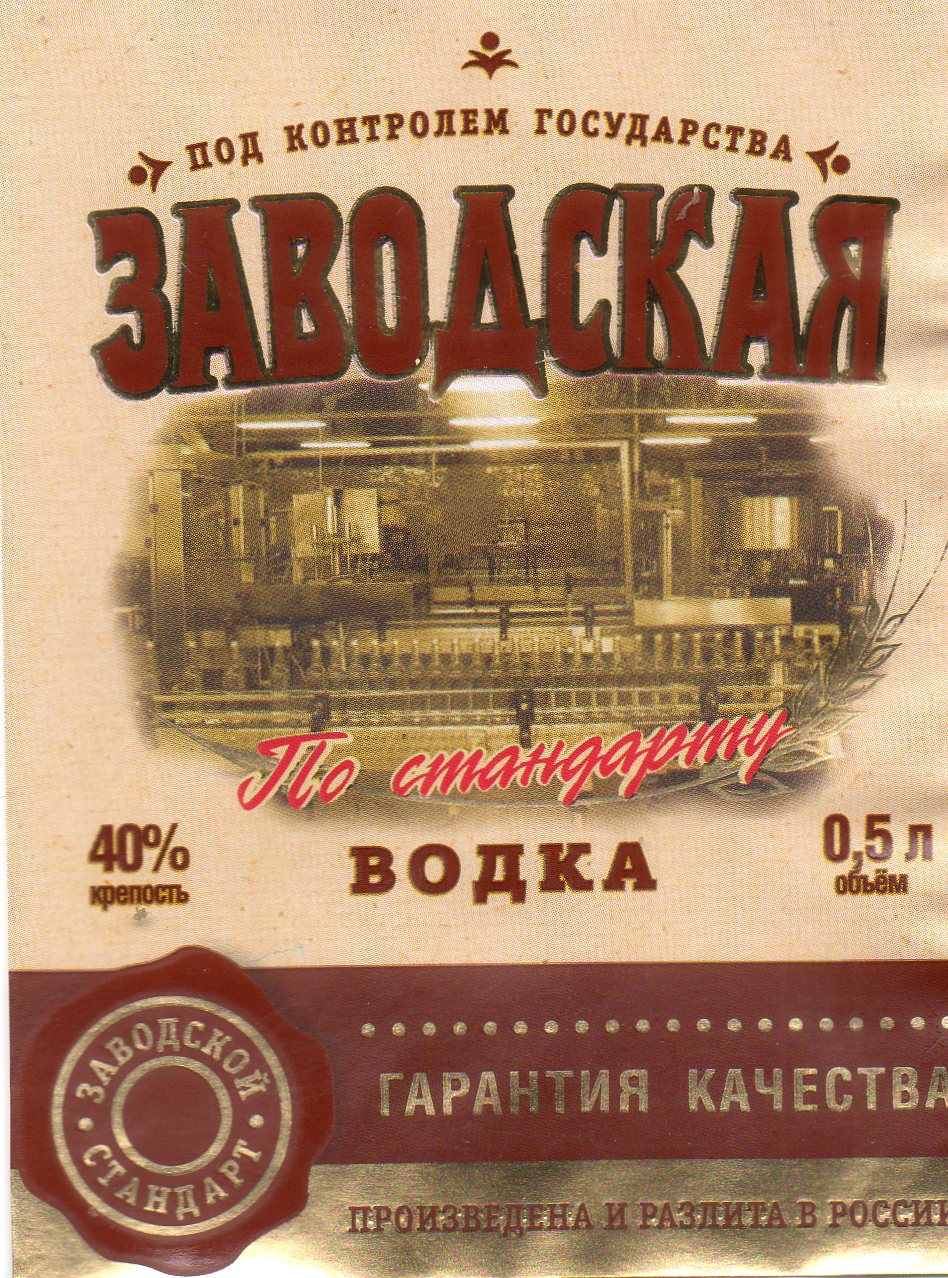 ПОД КОНТРОЛЕМ ГОСУДАРСТВА
ЗАВОДСКАЯ
По стандарту
40%
крепость
ВОДКА
0,5 л
объём
ЗАВОДСКОЙ
СТАНДАРТ
ГАРАНТИЯ КАЧЕСТВА
ПРОИЗВЕДЕНА И РАЗЛИТА В РОССИИ